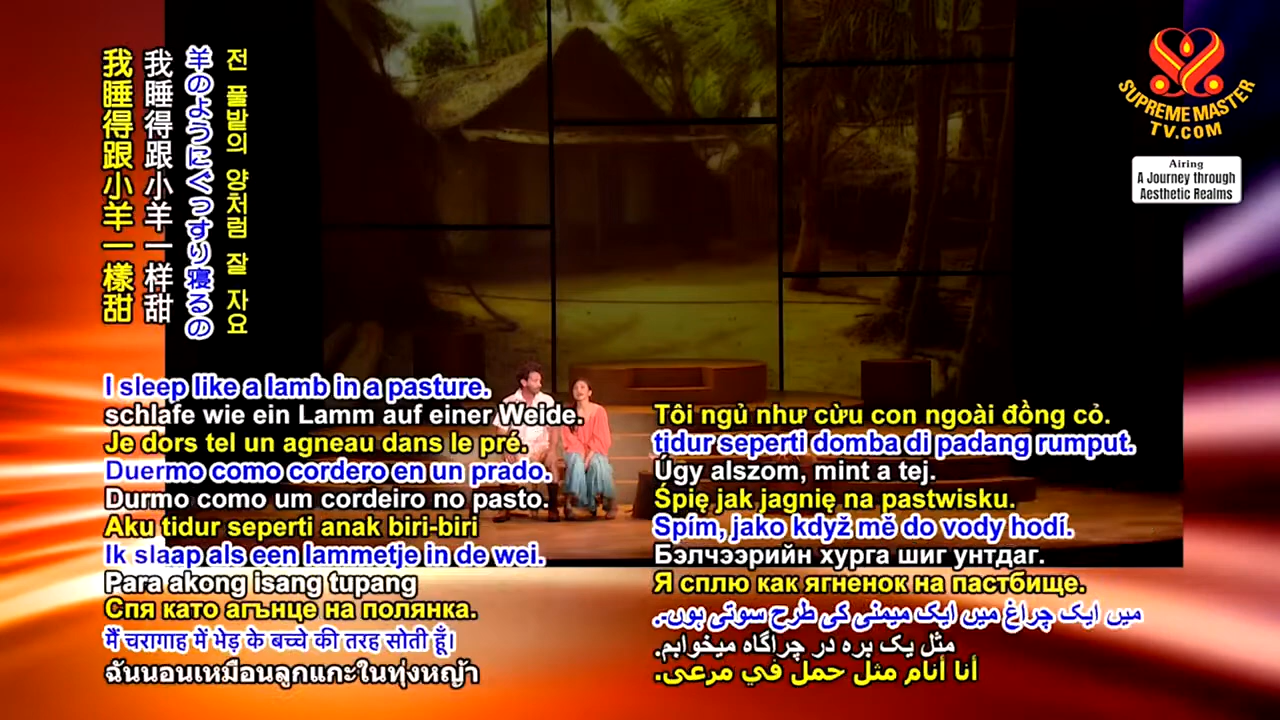 我睡得跟小羊一樣甜
我睡得跟小羊一样甜
羊のようにぐっすり寝るの
전 풀밭의 양처럼 잘 자요
SUPREME MASTER
TV.COM
Airing
A Journey through
Aesthetic Realms
I sleep like a lamb in a pasture.
schlafe wie ein Lamm auf einer Weide.
Je dors tel un agneau dans le pré.
Duermo como cordero en un prado.
Durmo como um cordeiro no pasto.
Aku tidur seperti anak biri-biri
Ik slaap als een lammetje in de wei.
Para akong isang tupang
Спя като агънце на полянка.
मैं चरागाह में भेड़ के बच्चे की तरह सोती हूँ।
ฉันนอนเหมือนลูกแกะในทุ่งหญ้า
Tôi ngủ như cừu con ngoài đồng cỏ.
tidur seperti domba di padang rumput.
Úgy alszom, mint a tej.
Śpię jak jagnię na pastwisku.
Spím, jako když mě do vody hodí.
Бэлчээрийн хурга шиг унтдаг.
Я сплю как ягненок на пастбище.
میں ایک چراغ میں ایک میمنی کی طرح سوتی ہوں-.
مثل یک بره در چراگاه میخوابم.
أنا أنام مثل حمل في مرعى.